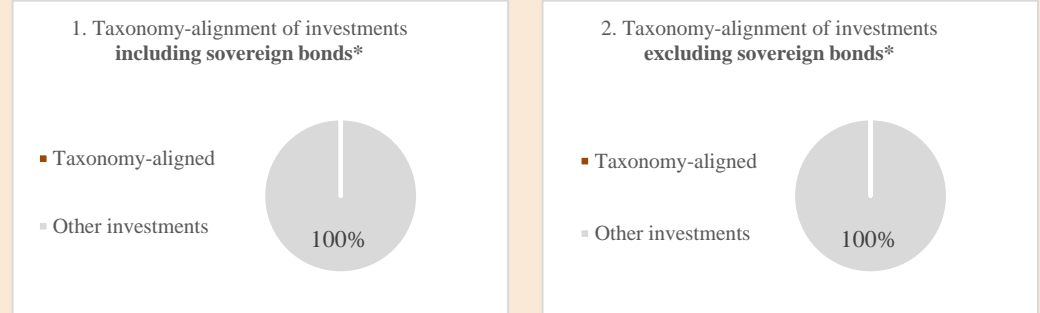 1. Taxonomy-alignment of investments
including sovereign bonds*
Taxonomy-aligned
Other investments
100%
2. Taxonomy-alignment of investments
excluding sovereign bonds*
Taxonomy-aligned
Other investments
100%